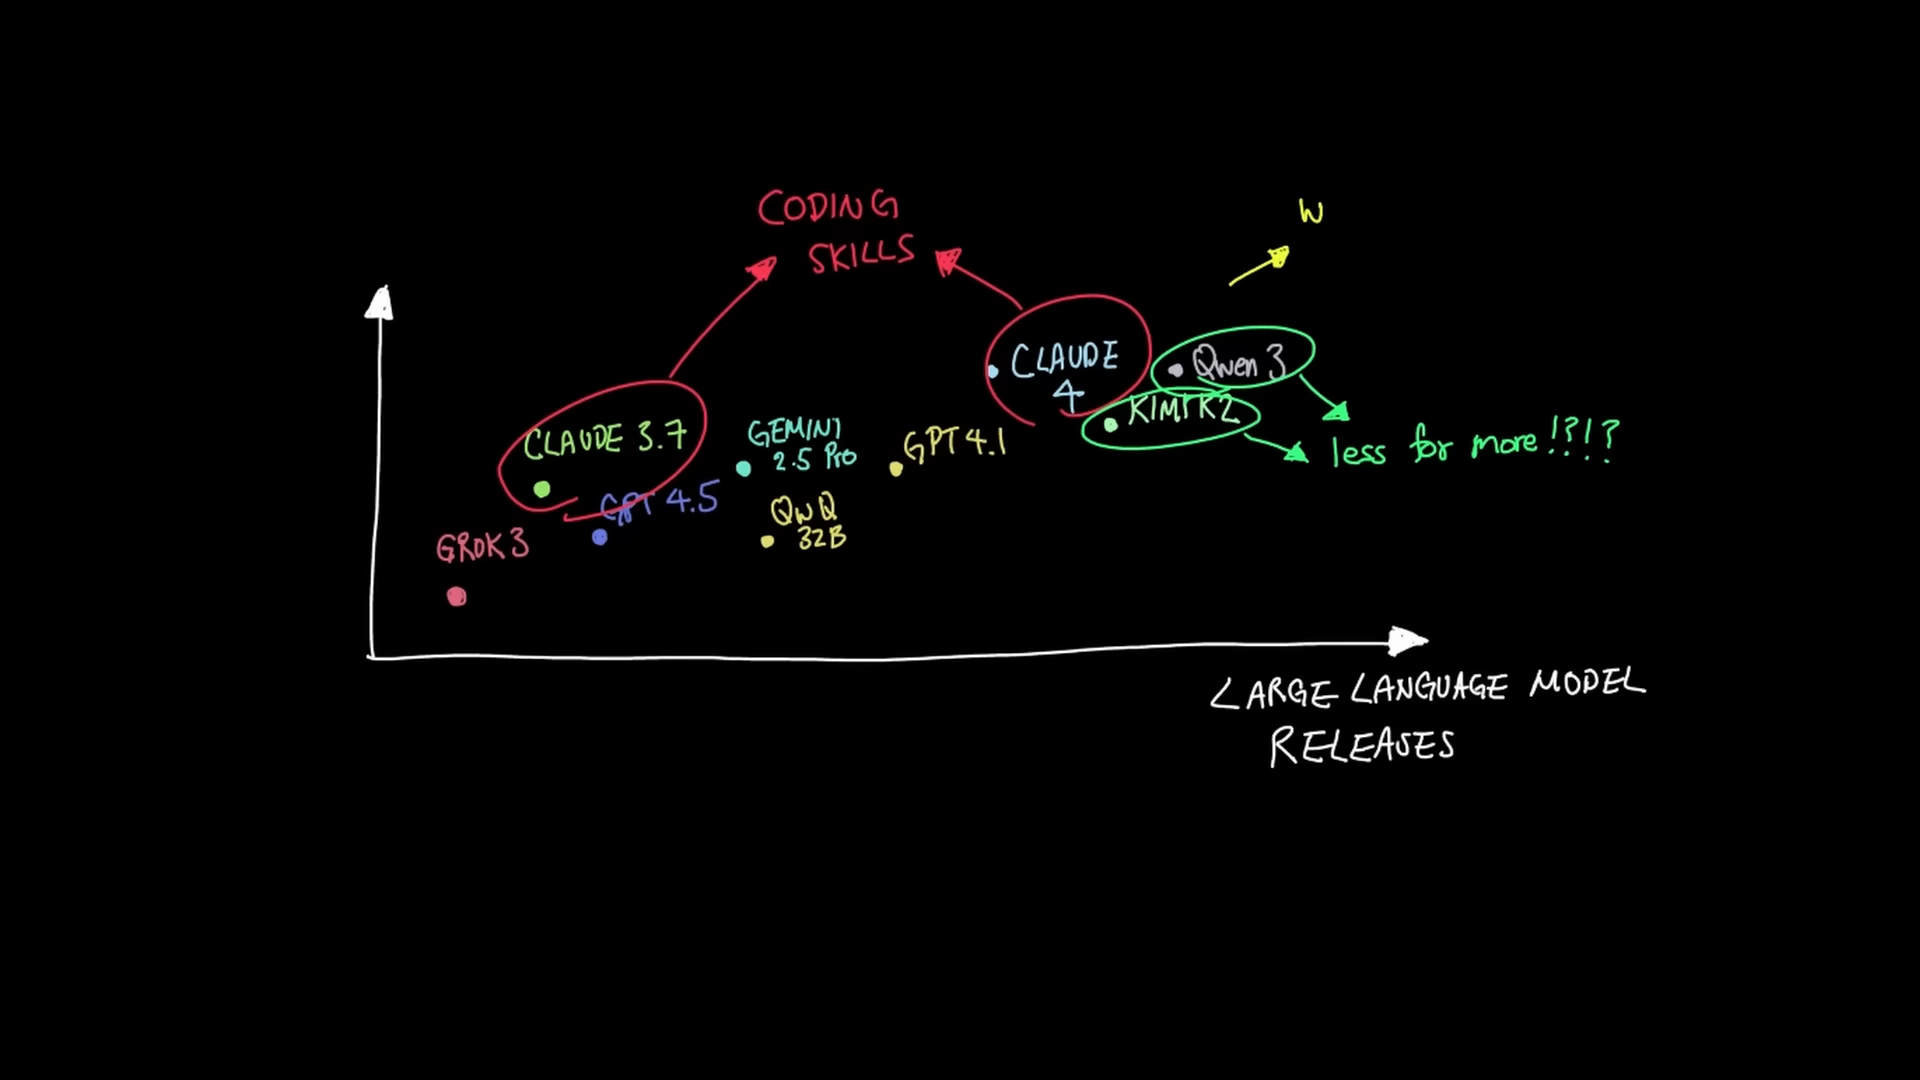 CODING
SKILLS
W
CLAUDE
4
Qwen 3
KIMI K2
less for more !?!?
CLAUDE 3.7
GEMINI
2.5 Pro
GPT 4.1
GPT 4.5
QWQ
32B
GROK 3
LARGE LANGUAGE MODEL
RELEASES